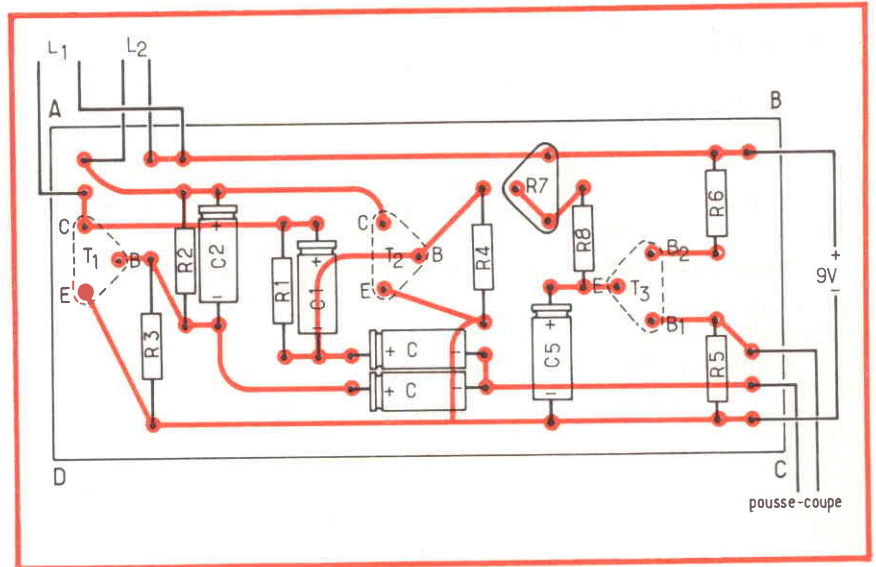 L1 L2
A B
C T1 B E
R2
C2 + -
R3
R1
C1 + -
C T2 B E
R4
+ C -
+ C -
R7
R8
C5 + -
E T3 B2 B1
R6
R5
+ 9V -
D C
pousse-coupe